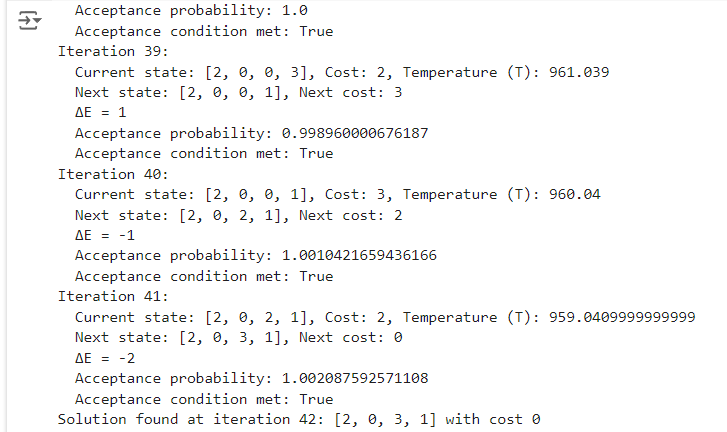 Acceptance probability: 1.0
Acceptance condition met: True
Iteration 39:
Current state: [2, 0, 0, 3], Cost: 2, Temperature (T): 961.039
Next state: [2, 0, 0, 1], Next cost: 3
ΔE = 1
Acceptance probability: 0.998960000676187
Acceptance condition met: True
Iteration 40:
Current state: [2, 0, 0, 1], Cost: 3, Temperature (T): 960.04
Next state: [2, 0, 2, 1], Next cost: 2
ΔE = -1
Acceptance probability: 1.0010421659436166
Acceptance condition met: True
Iteration 41:
Current state: [2, 0, 2, 1], Cost: 2, Temperature (T): 959.0409999999999
Next state: [2, 0, 3, 1], Next cost: 0
ΔE = -2
Acceptance probability: 1.002087592571108
Acceptance condition met: True
Solution found at iteration 42: [2, 0, 3, 1] with cost 0